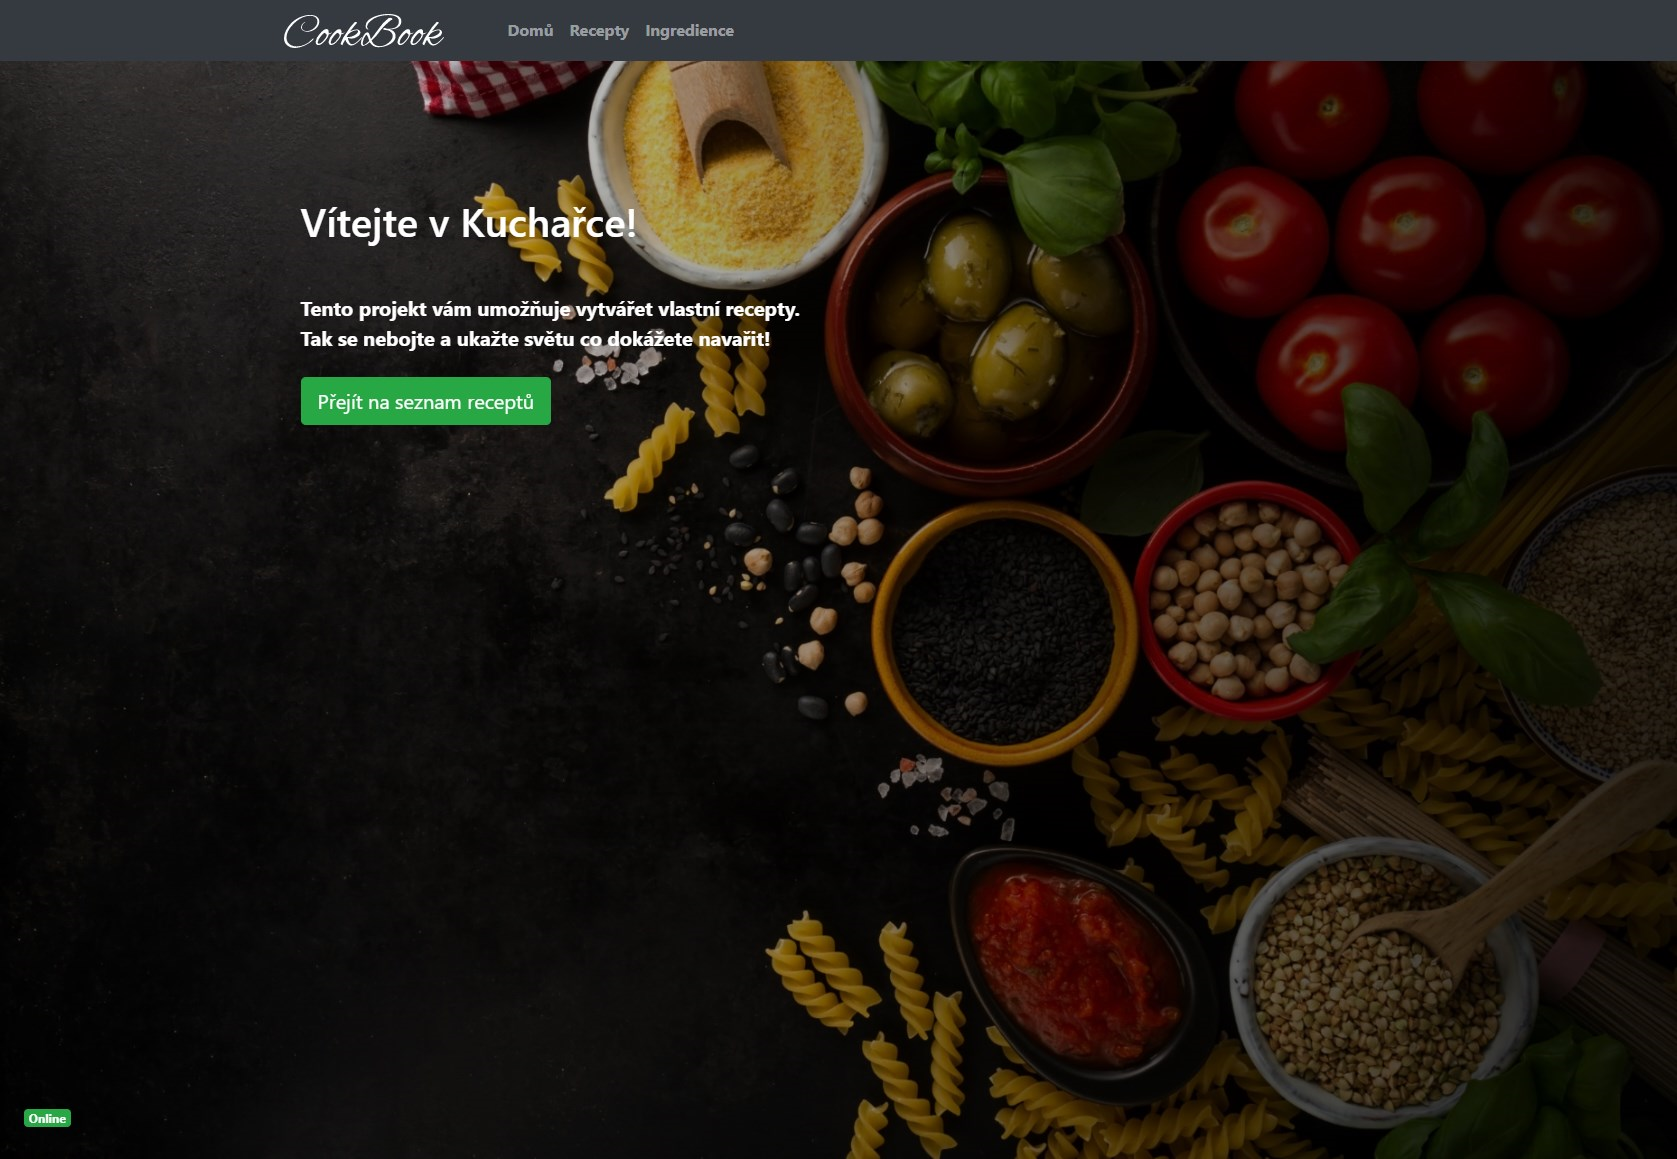 CookBook
Domů
Recepty
Ingredience
Vítejte v Kuchařce!
Tento projekt vám umožňuje vytvářet vlastní recepty.
Tak se nebojte a ukažte světu co dokážete navařit!
Přejít na seznam receptů
Online